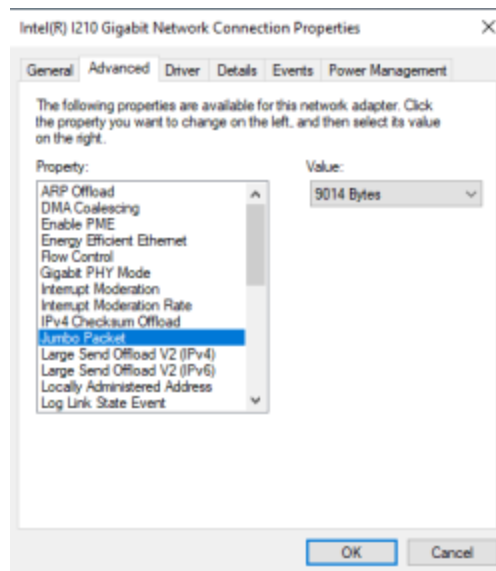 Intel(R) I210 Gigabit Network Connection Properties
General Advanced Driver Details Events Power Management
The following properties are available for this network adapter. Click
the property you want to change on the left, and then select its value
on the right.
Property:
Value:
ARP Offload
9014 Bytes
DMA Coalescing
Enable PME
Energy Efficient Ethernet
Flow Control
Gigabit PHY Mode
Interrupt Moderation
Interrupt Moderation Rate
IPv4 Checksum Offload
Jumbo Packet
Large Send Offload V2 (IPv4)
Large Send Offload V2 (IPv6)
Locally Administered Address
Log Link State Event
OK
Cancel